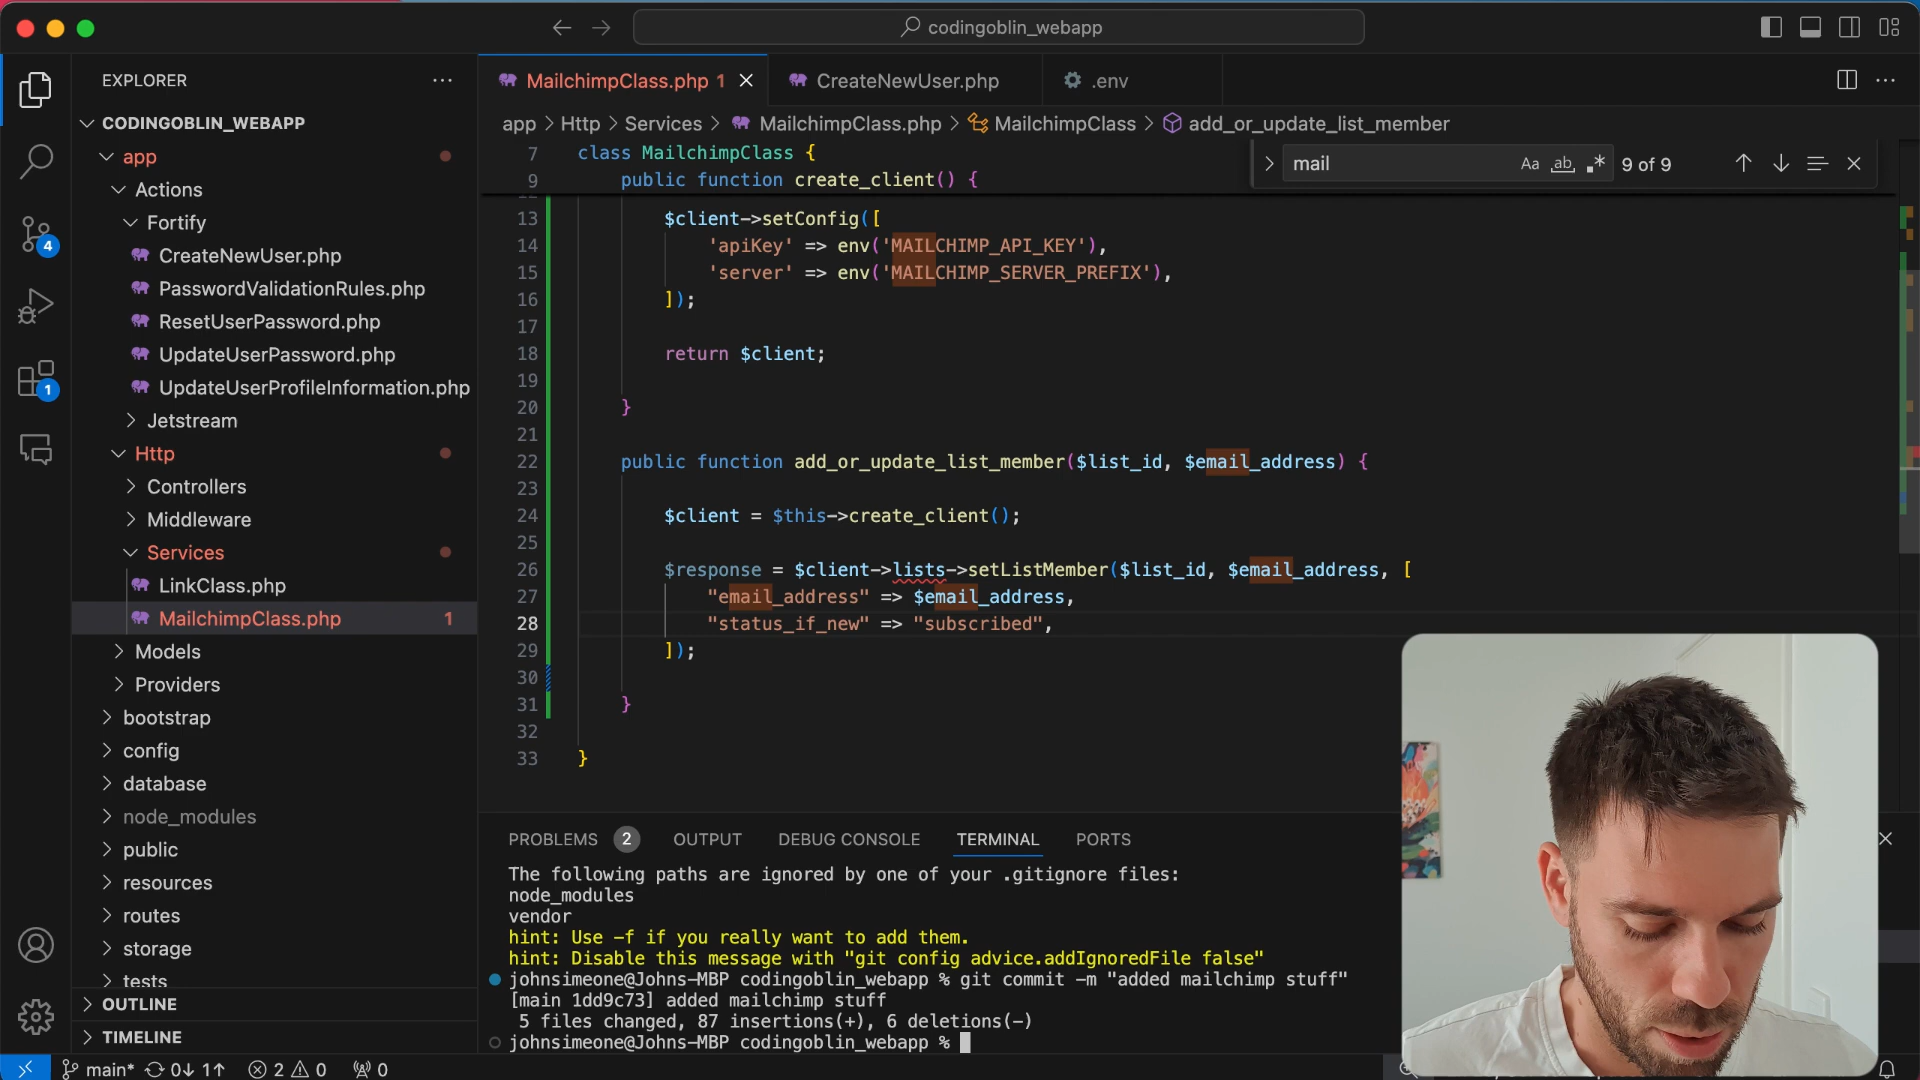 codingoblin_webapp
EXPLORER
CODINGOBLIN_WEBAPP
app
Actions
Fortify
CreateNewUser.php
PasswordValidationRules.php
ResetUserPassword.php
UpdateUserPassword.php
UpdateUserProfileInformation.php
Jetstream
Http
Controllers
Middleware
Services
LinkClass.php
MailchimpClass.php 1
Models
Providers
bootstrap
config
database
node_modules
public
resources
routes
storage
tests
OUTLINE
TIMELINE
4
1
MailchimpClass.php 1
CreateNewUser.php
.env
app > Http > Services > MailchimpClass.php > MailchimpClass > add_or_update_list_member
mail Aa ab 9 of 9
7 class MailchimpClass {
9 public function create_client() {
13 $client->setConfig([
14 'apiKey' => env('MAILCHIMP_API_KEY'),
15 'server' => env('MAILCHIMP_SERVER_PREFIX'),
16 ]);
17
18 return $client;
19
20 }
21
22 public function add_or_update_list_member($list_id, $email_address) {
23
24 $client = $this->create_client();
25
26 $response = $client->lists->setListMember($list_id, $email_address, [
27 "email_address" => $email_address,
28 "status_if_new" => "subscribed",
29 ]);
30
31 }
32
33 }
PROBLEMS 2 OUTPUT DEBUG CONSOLE TERMINAL PORTS
The following paths are ignored by one of your .gitignore files:
node_modules
vendor
hint: Use -f if you really want to add them.
hint: Disable this message with "git config advice.addIgnoredFile false"
johnsimeone@Johns-MBP codingoblin_webapp % git commit -m "added mailchimp stuff"
[main 1dd9c73] added mailchimp stuff
5 files changed, 87 insertions(+), 6 deletions(-)
johnsimeone@Johns-MBP codingoblin_webapp %
main* 0↓ 1↑ 2 0 0